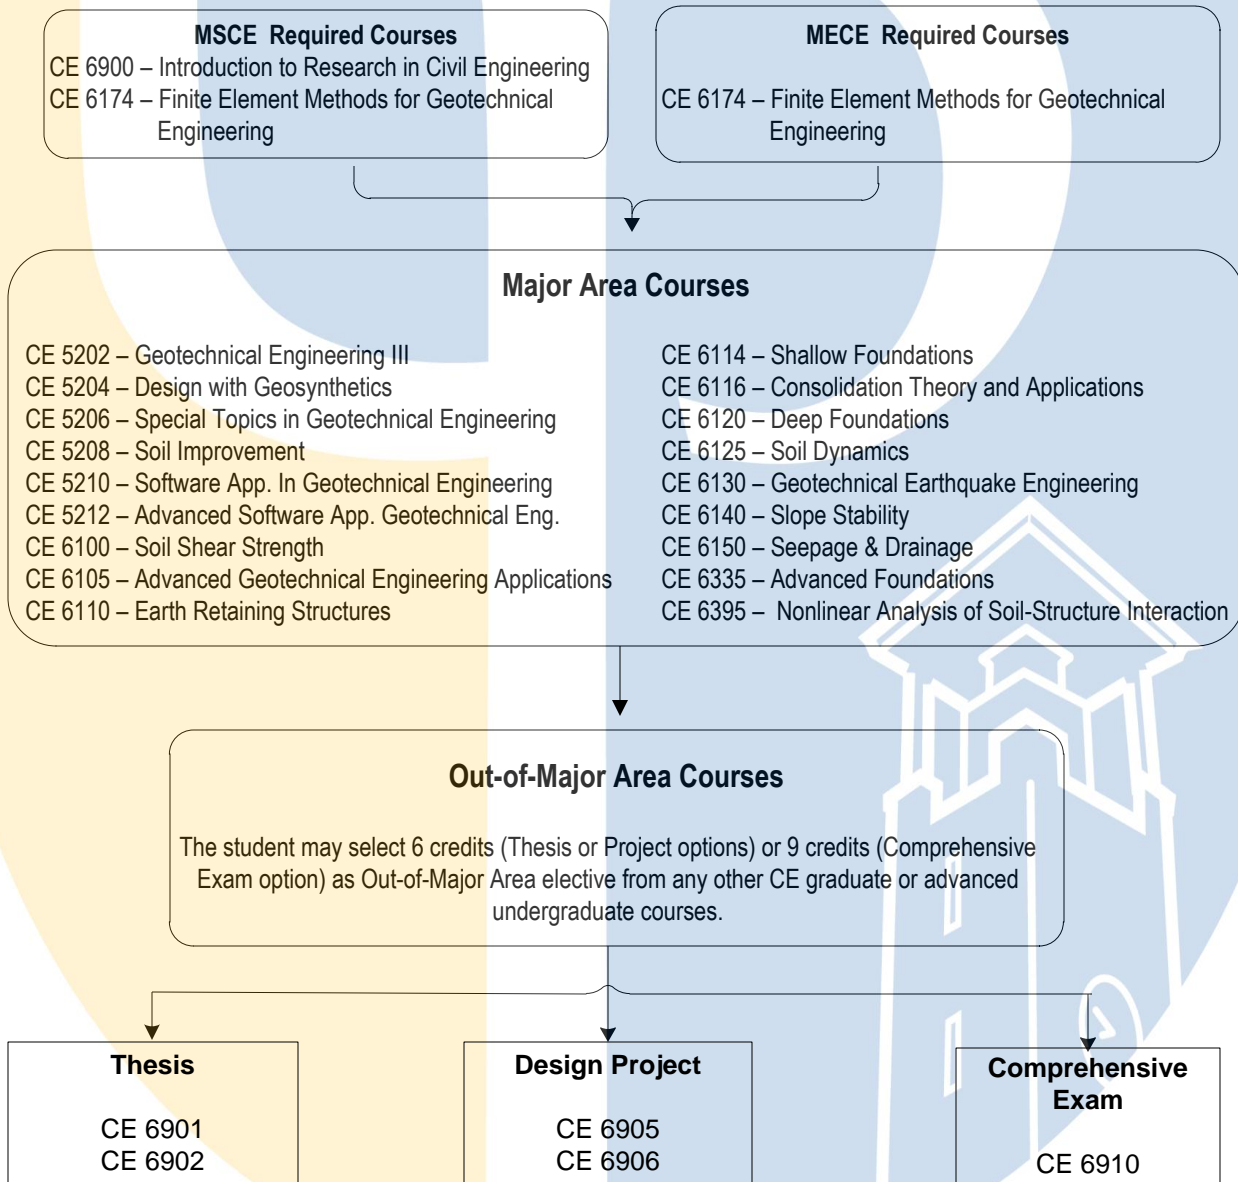 MSCE  Required Courses
CE 6900 – Introduction to Research in Civil Engineering
CE 6174 – Finite Element Methods for Geotechnical
Engineering
MECE  Required Courses
CE 6174 – Finite Element Methods for Geotechnical
Engineering
Major Area Courses
CE 5202 – Geotechnical Engineering III
CE 5204 – Design with Geosynthetics
CE 5206 – Special Topics in Geotechnical Engineering
CE 5208 – Soil Improvement
CE 5210 – Software App. In Geotechnical Engineering
CE 5212 – Advanced Software App. Geotechnical Eng.
CE 6100 – Soil Shear Strength
CE 6105 – Advanced Geotechnical Engineering Applications
CE 6110 – Earth Retaining Structures
CE 6114 – Shallow Foundations
CE 6116 – Consolidation Theory and Applications
CE 6120 – Deep Foundations
CE 6125 – Soil Dynamics
CE 6130 – Geotechnical Earthquake Engineering
CE 6140 – Slope Stability
CE 6150 – Seepage & Drainage
CE 6335 – Advanced Foundations
CE 6395 –  Nonlinear Analysis of Soil-Structure Interaction
Out-of-Major Area Courses
The student may select 6 credits (Thesis or Project options) or 9 credits (Comprehensive
Exam option) as Out-of-Major Area elective from any other CE graduate or advanced
undergraduate courses.
Thesis
CE 6901
CE 6902
Design Project
CE 6905
CE 6906
Comprehensive
Exam
CE 6910